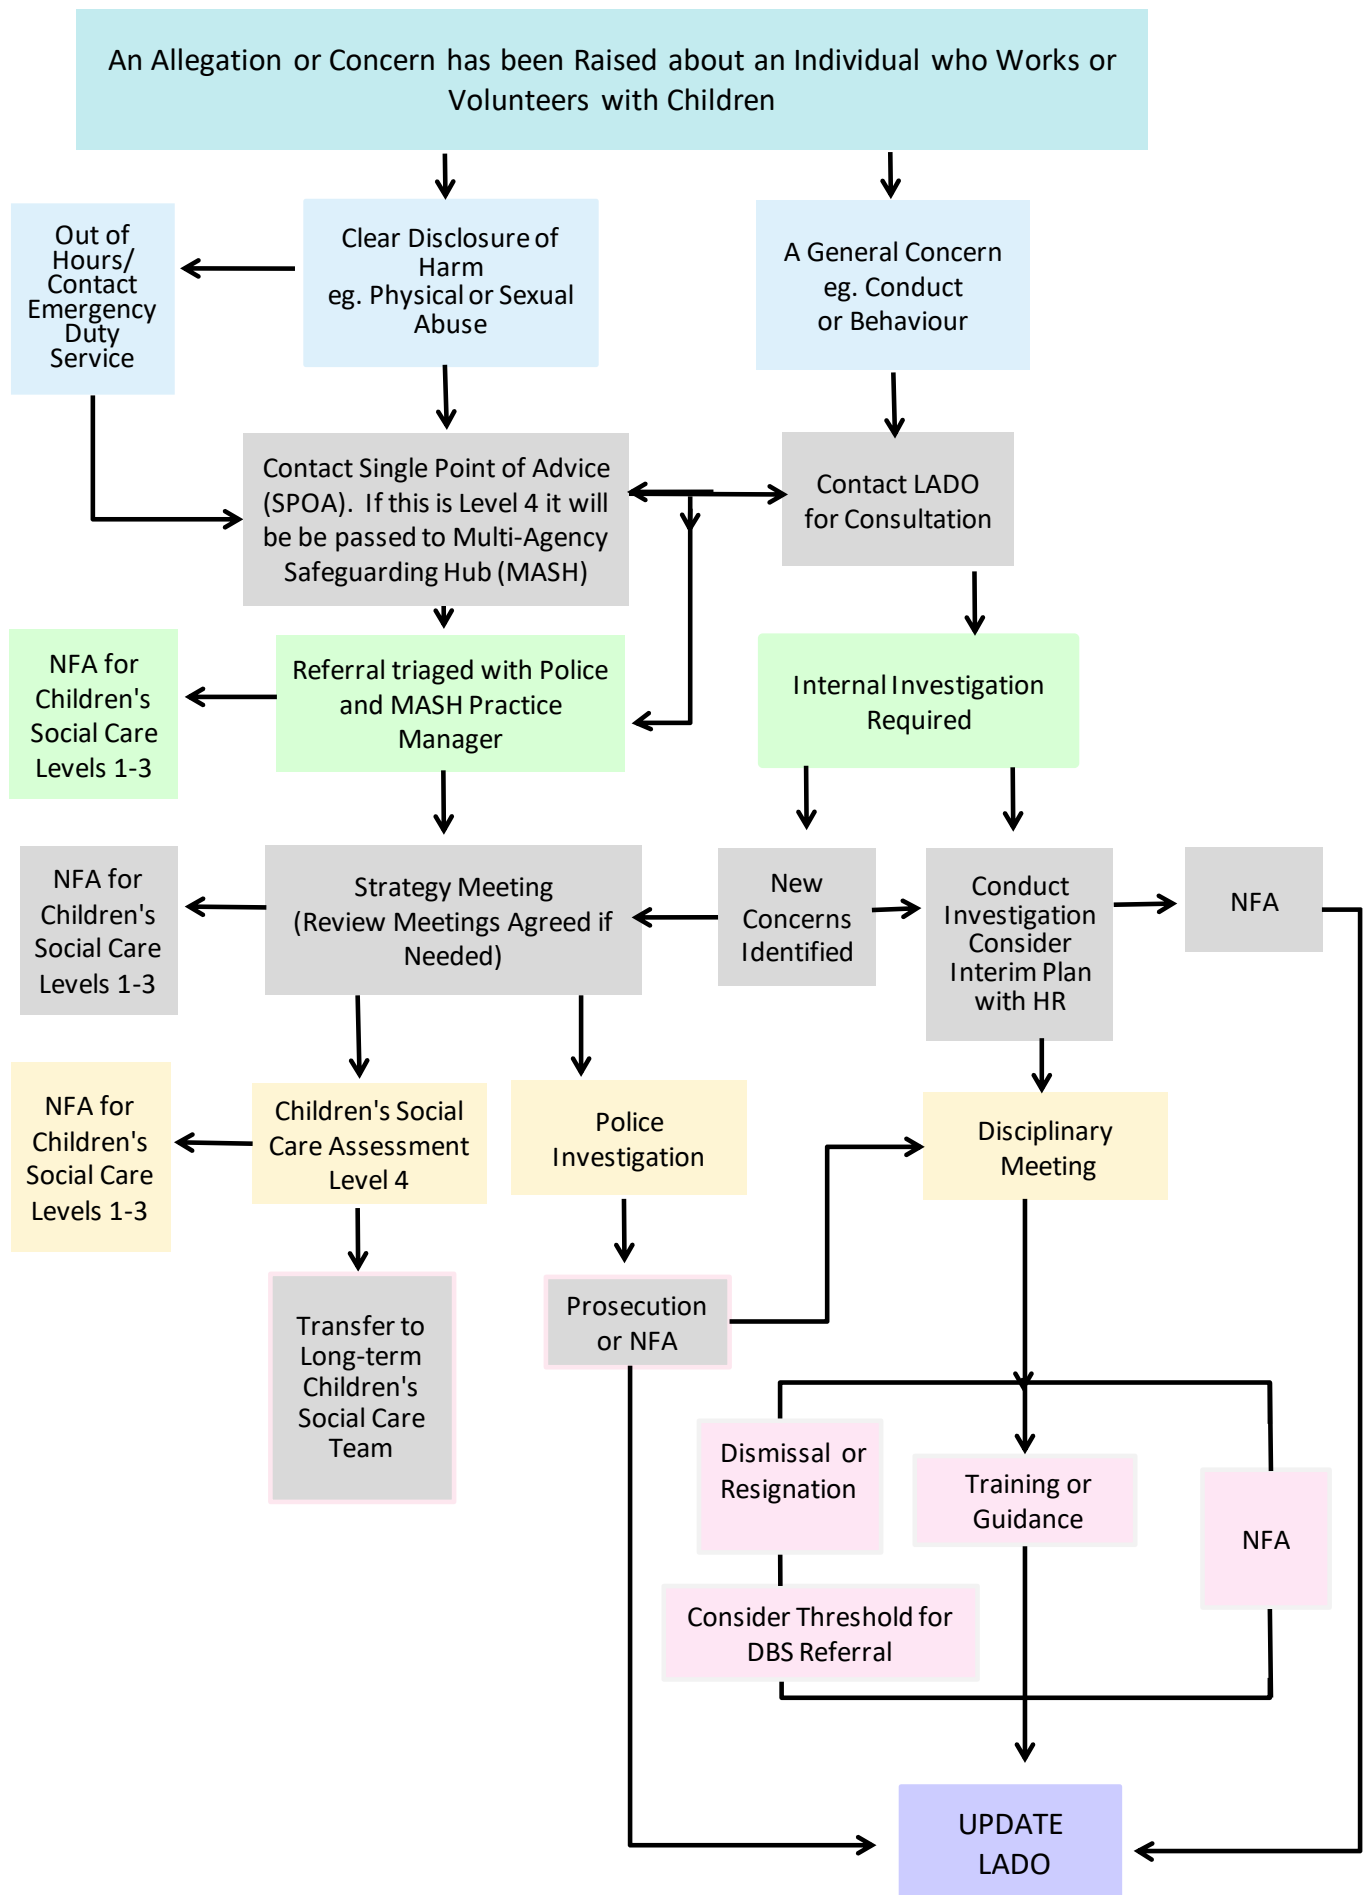 An Allegation or Concern has been Raised about an Individual who Works or
Volunteers with Children
Out of
Hours/
Contact
Emergency
Duty
Service
Clear Disclosure of
Harm
eg. Physical or Sexual
Abuse
A General Concern
eg. Conduct
or Behaviour
Contact Single Point of Advice
(SPOA). If this is Level 4 it will
be be passed to Multi-Agency
Safeguarding Hub (MASH)
Contact LADO
for Consultation
NFA for
Children's
Social Care
Levels 1-3
Referral triaged with Police
and MASH Practice
Manager
Internal Investigation
Required
NFA for
Children's
Social Care
Levels 1-3
Strategy Meeting
(Review Meetings Agreed if
Needed)
New
Concerns
Identified
Conduct
Investigation
Consider
Interim Plan
with HR
NFA
NFA for
Children's
Social Care
Levels 1-3
Children's Social
Care Assessment
Level 4
Police
Investigation
Disciplinary
Meeting
Transfer to
Long-term
Children's
Social Care
Team
Prosecution
or NFA
Dismissal or
Resignation
Training or
Guidance
NFA
Consider Threshold for
DBS Referral
UPDATE
LADO